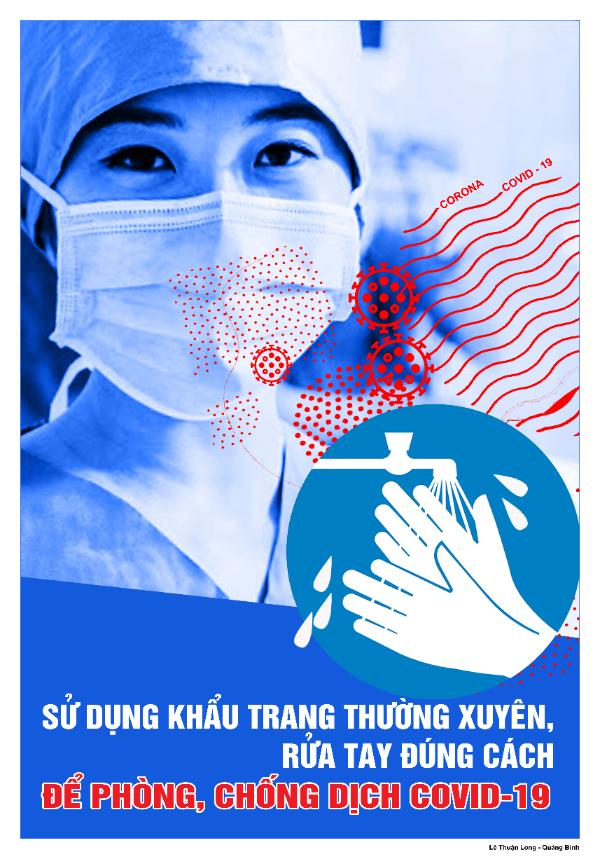 CORONA COVID - 19
SỬ DỤNG KHẨU TRANG THƯỜNG XUYÊN,
RỬA TAY ĐÚNG CÁCH
ĐỂ PHÒNG, CHỐNG DỊCH COVID-19
Lê Thuận Long - Quảng Bình